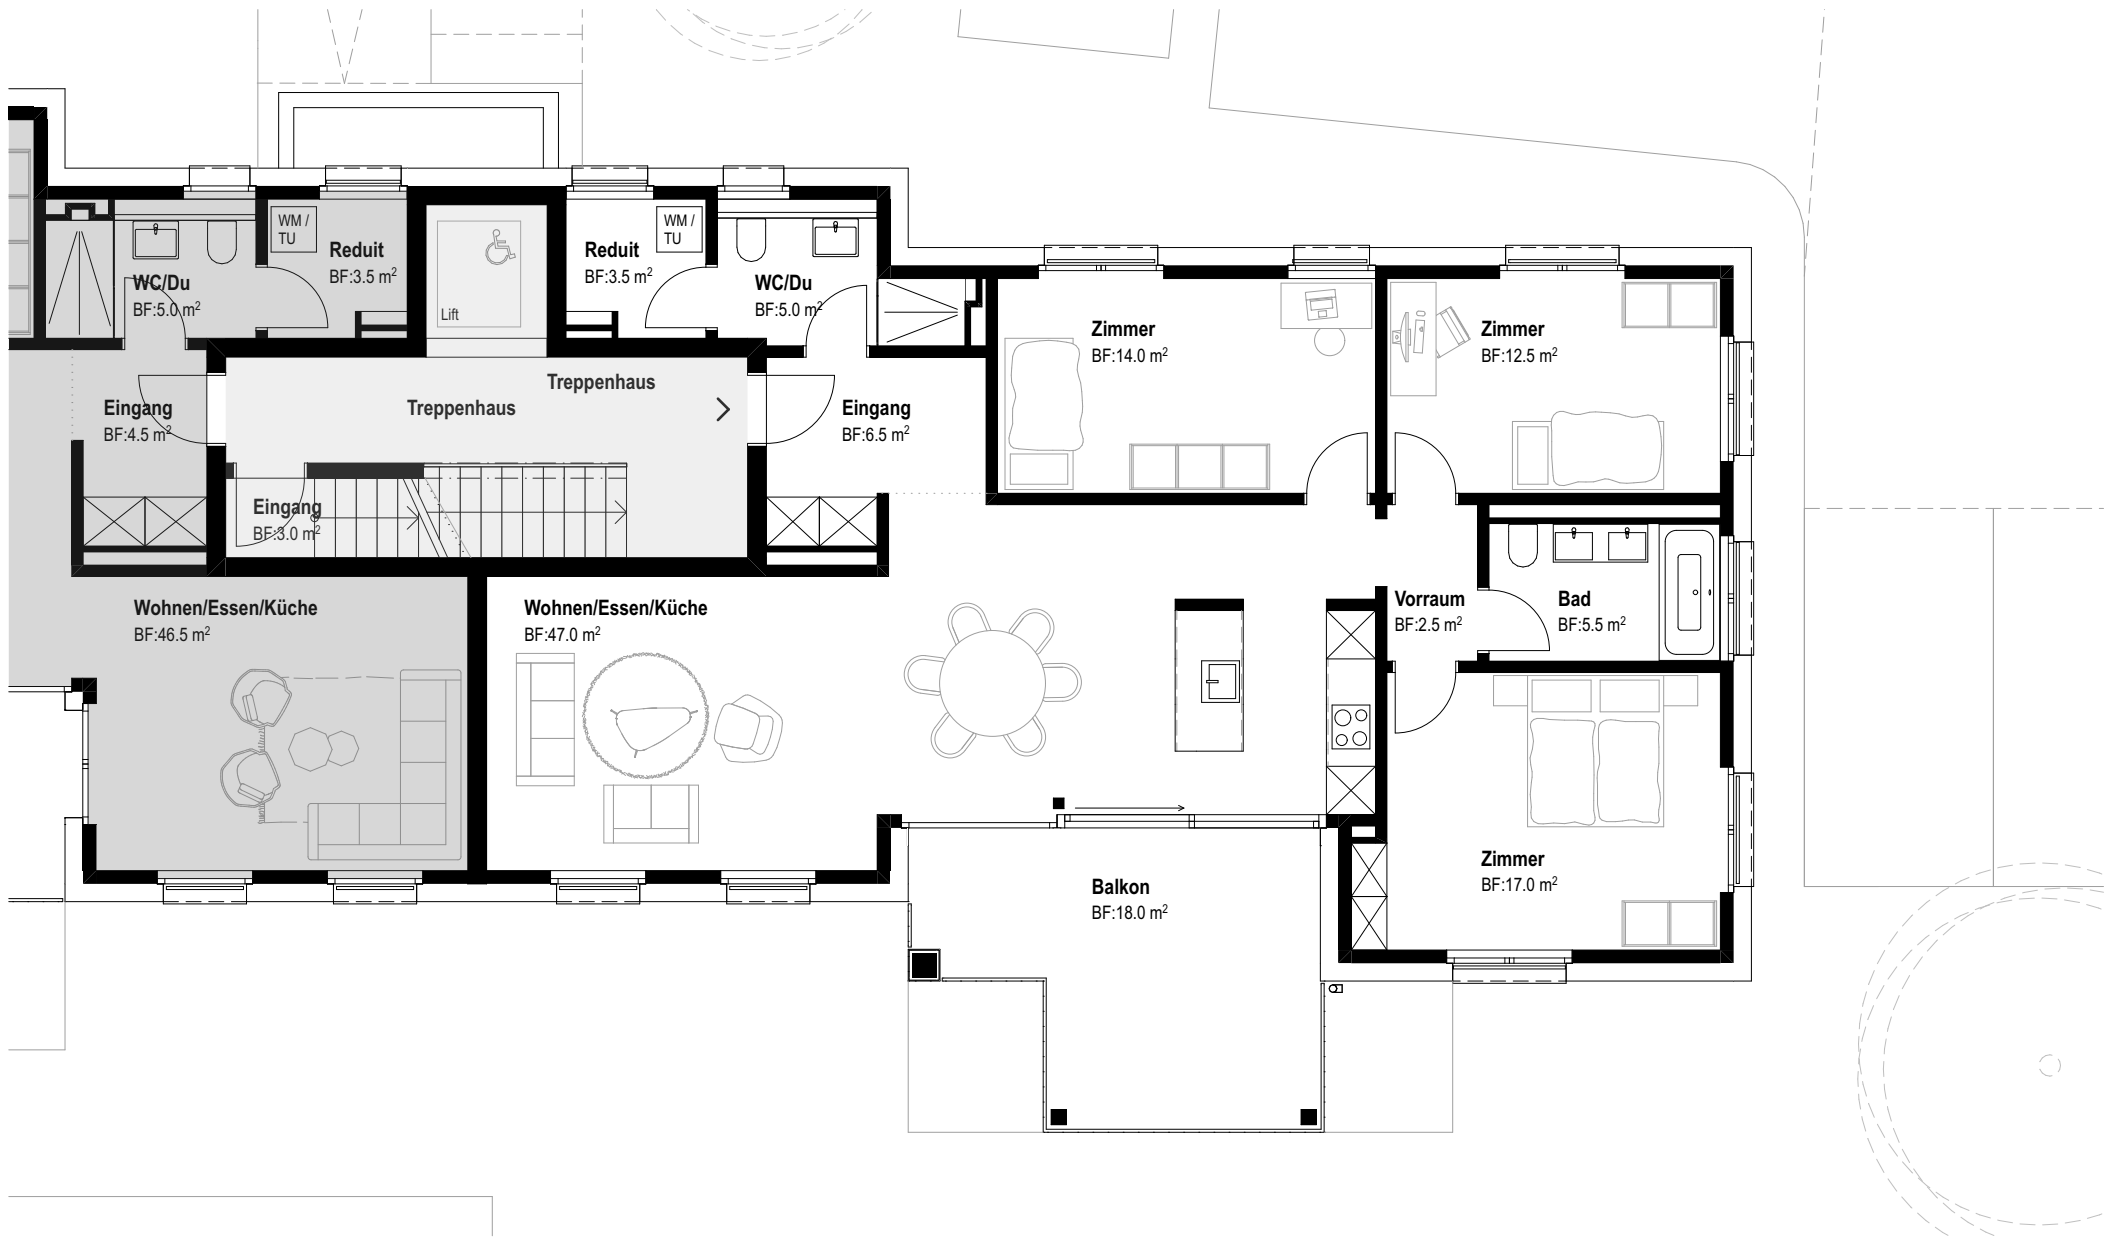 WM /
TU
Reduit
BF:3.5 m²
WC/Du
BF:5.0 m²
Lift
Reduit
BF:3.5 m²
WM /
TU
WC/Du
BF:5.0 m²
Zimmer
BF:14.0 m²
Zimmer
BF:12.5 m²
Treppenhaus
Treppenhaus
Eingang
BF:4.5 m²
Eingang
BF:6.5 m²
Eingang
BF:3.0 m²
Wohnen/Essen/Küche
BF:46.5 m²
Wohnen/Essen/Küche
BF:47.0 m²
Vorraum
BF:2.5 m²
Bad
BF:5.5 m²
Balkon
BF:18.0 m²
Zimmer
BF:17.0 m²